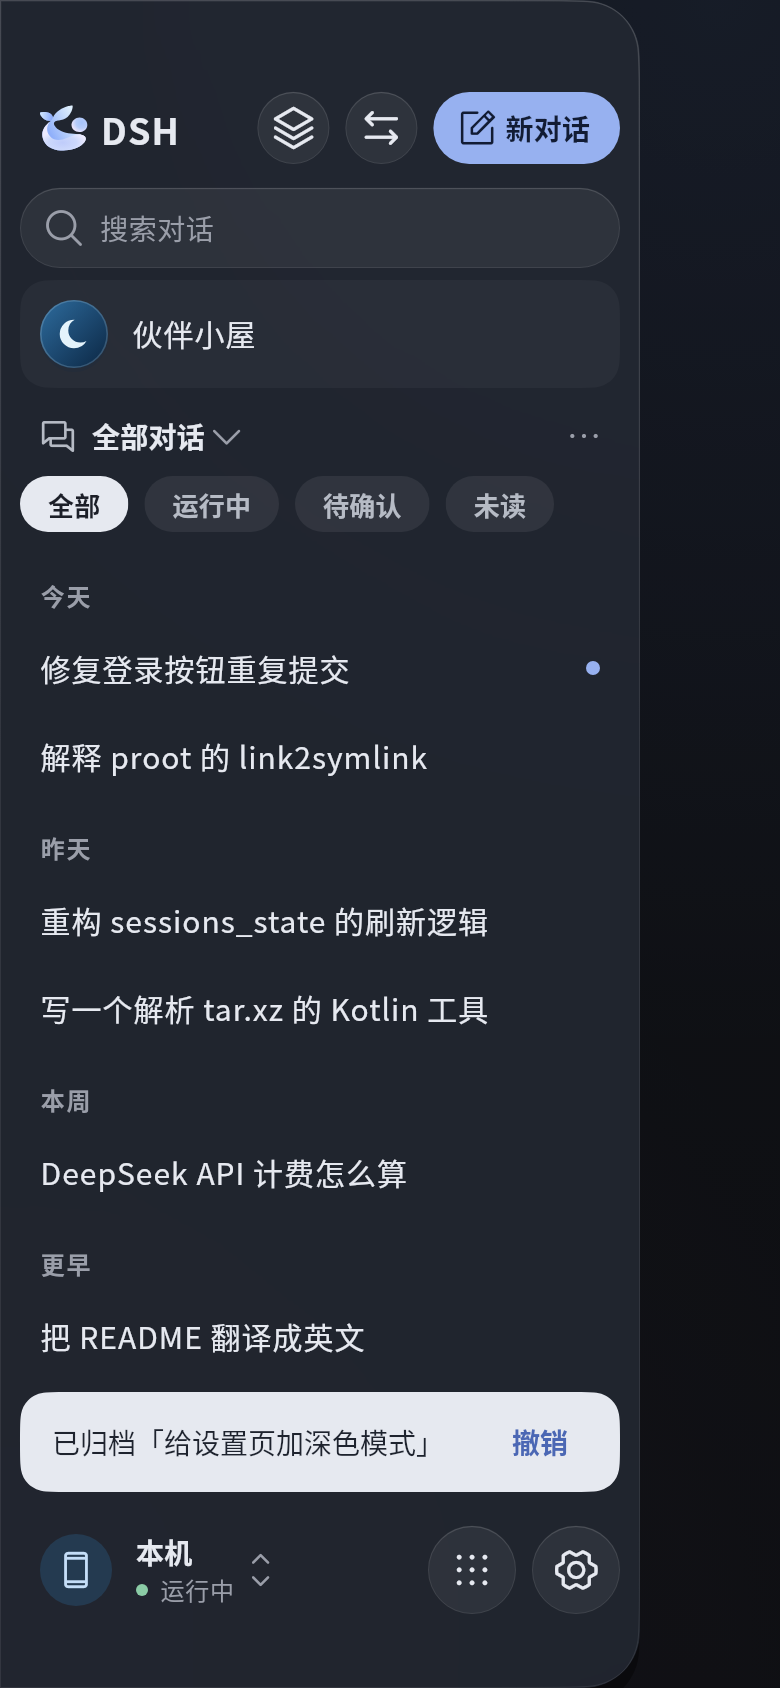 DSH
新对话
搜索对话
伙伴小屋
全部对话
全部 运行中 待确认 未读
今天
修复登录按钮重复提交
解释 proot 的 link2symlink
昨天
重构 sessions_state 的刷新逻辑
写一个解析 tar.xz 的 Kotlin 工具
本周
DeepSeek API 计费怎么算
更早
把 README 翻译成英文
已归档「给设置页加深色模式」 撤销
本机
运行中